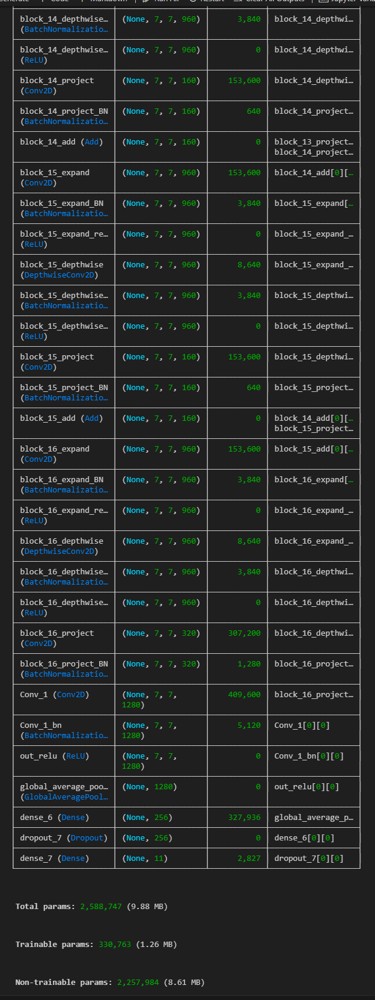 Generate + Code + Markdown Run All Restart Clear All Outputs Jupyter Varia
block_14_depthwise… (None, 7, 7, 960) 3,840 block_14_depthwi…
(BatchNormalizatio…
block_14_depthwise… (None, 7, 7, 960) 0 block_14_depthwi…
(ReLU)
block_14_project (None, 7, 7, 160) 153,600 block_14_depthwi…
(Conv2D)
block_14_project_BN (None, 7, 7, 160) 640 block_14_project…
(BatchNormalizatio…
block_14_add (Add) (None, 7, 7, 160) 0 block_13_project…
block_14_project…
block_15_expand (None, 7, 7, 960) 153,600 block_14_add[0][…
(Conv2D)
block_15_expand_BN (None, 7, 7, 960) 3,840 block_15_expand[…
(BatchNormalizatio…
block_15_expand_re… (None, 7, 7, 960) 0 block_15_expand_…
(ReLU)
block_15_depthwise (None, 7, 7, 960) 8,640 block_15_expand_…
(DepthwiseConv2D)
block_15_depthwise… (None, 7, 7, 960) 3,840 block_15_depthwi…
(BatchNormalizatio…
block_15_depthwise… (None, 7, 7, 960) 0 block_15_depthwi…
(ReLU)
block_15_project (None, 7, 7, 160) 153,600 block_15_depthwi…
(Conv2D)
block_15_project_BN (None, 7, 7, 160) 640 block_15_project…
(BatchNormalizatio…
block_15_add (Add) (None, 7, 7, 160) 0 block_14_add[0][…
block_15_project…
block_16_expand (None, 7, 7, 960) 153,600 block_15_add[0][…
(Conv2D)
block_16_expand_BN (None, 7, 7, 960) 3,840 block_16_expand[…
(BatchNormalizatio…
block_16_expand_re… (None, 7, 7, 960) 0 block_16_expand_…
(ReLU)
block_16_depthwise (None, 7, 7, 960) 8,640 block_16_expand_…
(DepthwiseConv2D)
block_16_depthwise… (None, 7, 7, 960) 3,840 block_16_depthwi…
(BatchNormalizatio…
block_16_depthwise… (None, 7, 7, 960) 0 block_16_depthwi…
(ReLU)
block_16_project (None, 7, 7, 320) 307,200 block_16_depthwi…
(Conv2D)
block_16_project_BN (None, 7, 7, 320) 1,280 block_16_project…
(BatchNormalizatio…
Conv_1 (Conv2D) (None, 7, 7, 409,600 block_16_project…
1280)
Conv_1_bn (None, 7, 7, 5,120 Conv_1[0][0]
(BatchNormalizatio… 1280)
out_relu (ReLU) (None, 7, 7, 0 Conv_1_bn[0][0]
1280)
global_average_poo… (None, 1280) 0 out_relu[0][0]
(GlobalAveragePool…
dense_6 (Dense) (None, 256) 327,936 global_average_p…
dropout_7 (Dropout) (None, 256) 0 dense_6[0][0]
dense_7 (Dense) (None, 11) 2,827 dropout_7[0][0]
Total params: 2,588,747 (9.88 MB)
Trainable params: 330,763 (1.26 MB)
Non-trainable params: 2,257,984 (8.61 MB)